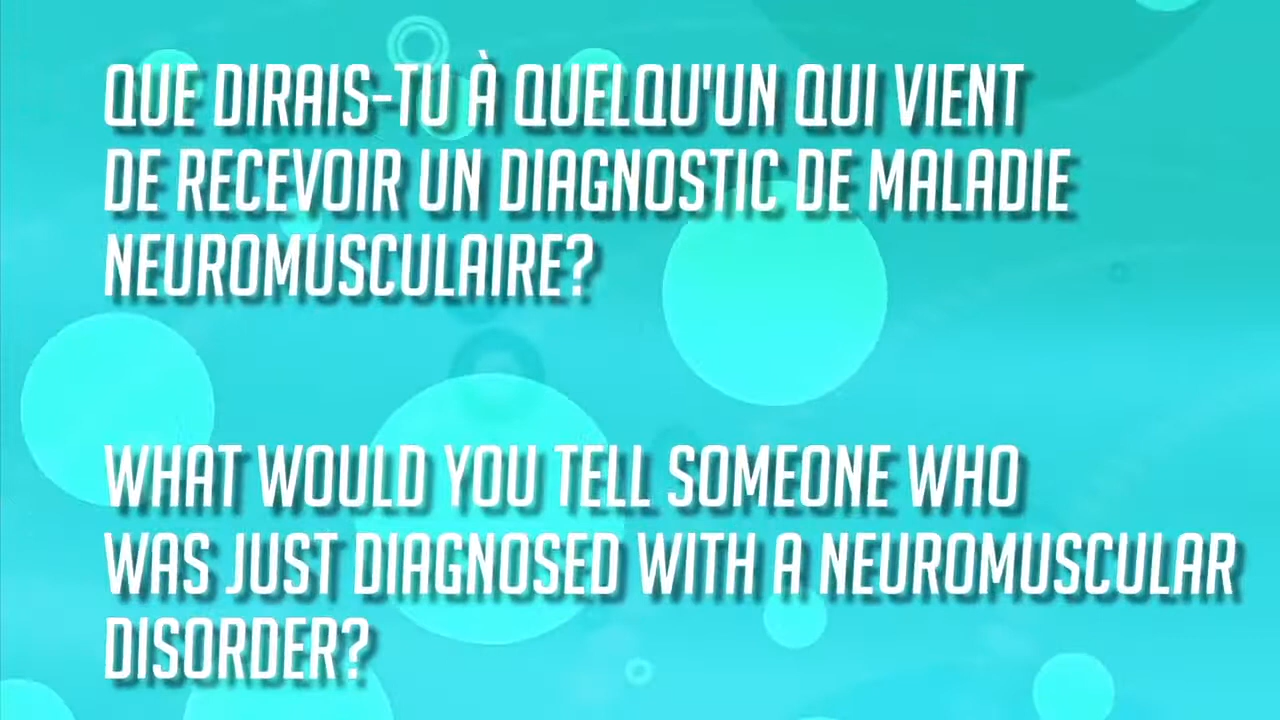 QUE DIRAIS-TU À QUELQU'UN QUI VIENT
DE RECEVOIR UN DIAGNOSTIC DE MALADIE
NEUROMUSCULAIRE?
WHAT WOULD YOU TELL SOMEONE WHO
WAS JUST DIAGNOSED WITH A NEUROMUSCULAR
DISORDER?